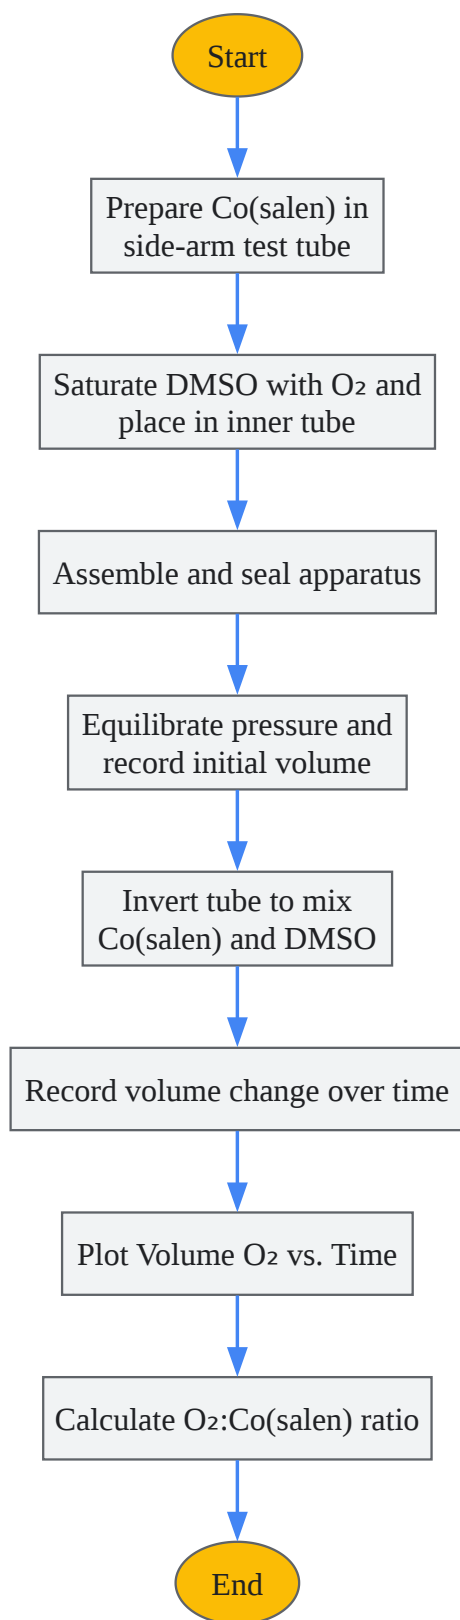 Start
Prepare Co(salen) in
side-arm test tube
Saturate DMSO with O₂ and
place in inner tube
Assemble and seal apparatus
Equilibrate pressure and
record initial volume
Invert tube to mix
Co(salen) and DMSO
Record volume change over time
Plot Volume O₂ vs. Time
Calculate O₂:Co(salen) ratio
End